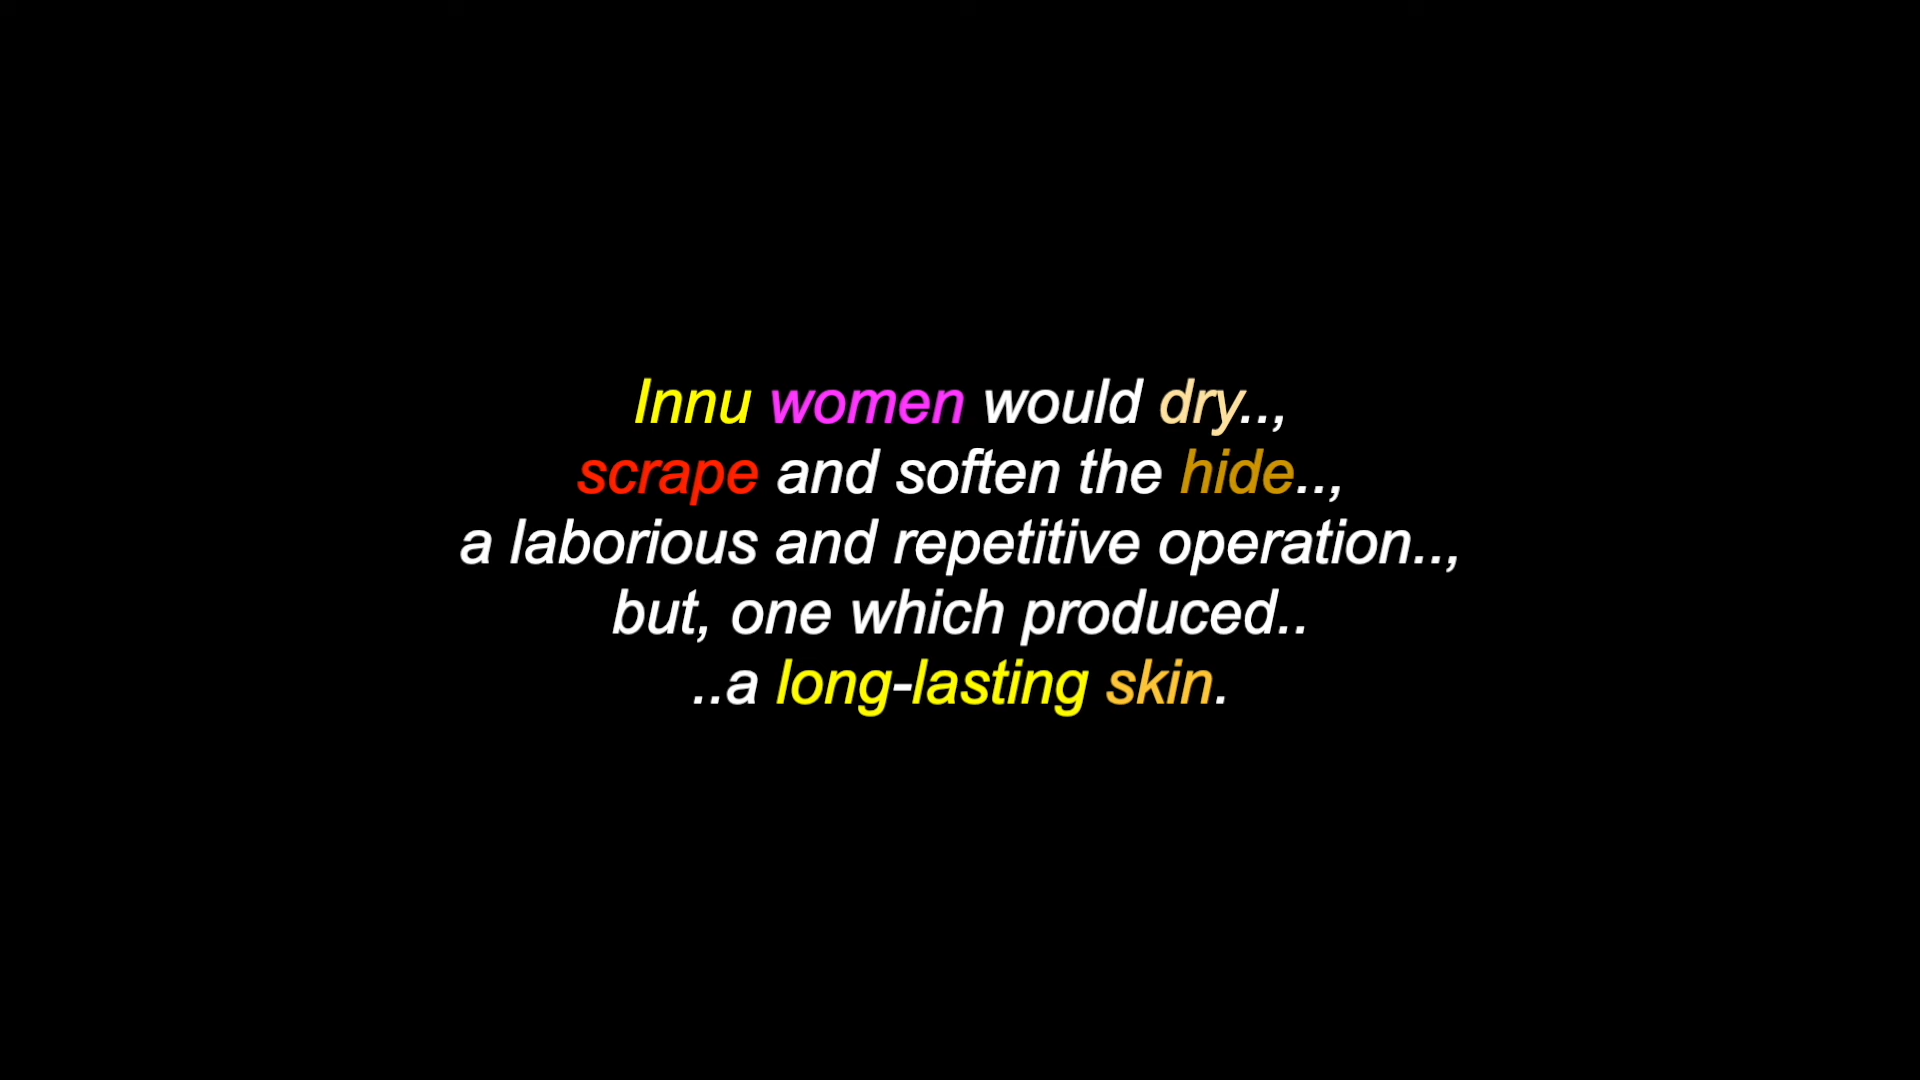 Innu women would dry..,
scrape and soften the hide..,
a laborious and repetitive operation..,
but, one which produced..
..a long-lasting skin.